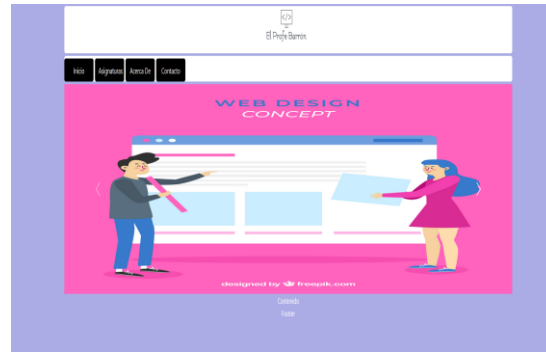 </>
El Profe Barrón
Inicio Asignaturas Acerca De Contacto
WEB DESIGN
CONCEPT
designed by freepik.com
Contenido
Footer